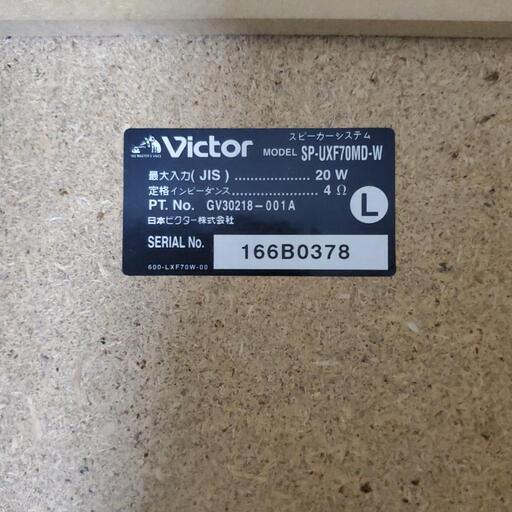 スピーカーシステム
Victor MODEL SP-UXF70MD-W
最大入力(JIS) .................. 20 W
定格インピーダンス .................. 4 Ω
PT. No. GV30218-001A
日本ビクター株式会社
L
SERIAL No. 166B0378
600-LXF70W-00